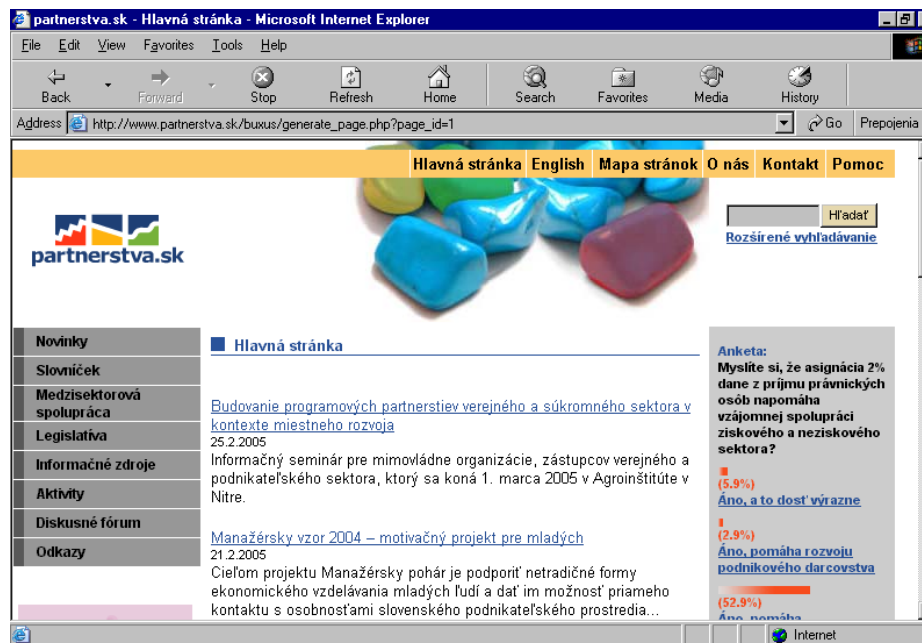 partnerstva.sk - Hlavná stránka - Microsoft Internet Explorer
File Edit View Favorites Tools Help
Back Forward Stop Refresh Home Search Favorites Media History
Address http://www.partnerstva.sk/buxus/generate_page.php?page_id=1 Go Prepojenia
Hlavná stránka English Mapa stránok O nás Kontakt Pomoc
Hľadať
Rozšírené vyhľadávanie
partnerstva.sk
Novinky
Slovníček
Medzisektorová
spolupráca
Legislatíva
Informačné zdroje
Aktivity
Diskusné fórum
Odkazy
Hlavná stránka
Budovanie programových partnerstiev verejného a súkromného sektora v
kontexte miestneho rozvoja
25.2.2005
Informačný seminár pre mimovládne organizácie, zástupcov verejného a
podnikateľského sektora, ktorý sa koná 1. marca 2005 v Agroinštitúte v
Nitre.
Manažérsky vzor 2004 – motivačný projekt pre mladých
21.2.2005
Cieľom projektu Manažérsky pohár je podporiť netradičné formy
ekonomického vzdelávania mladých ľudí a dať im možnosť priameho
kontaktu s osobnosťami slovenského podnikateľského prostredia...
Anketa:
Myslíte si, že asignácia 2%
dane z príjmu právnických
osôb napomáha
vzájomnej spolupráci
ziskového a neziskového
sektora?
(5.9%)
Áno, a to dosť výrazne
(2.9%)
Áno, pomáha rozvoju
podnikového darcovstva
(52.9%)
Áno, pomáha
Internet